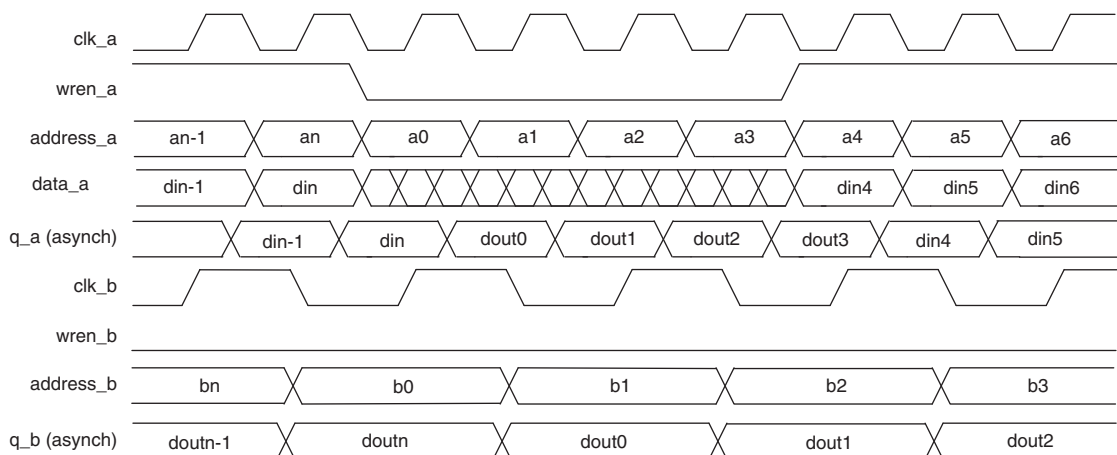 clk_a
wren_a
address_a an-1 an a0 a1 a2 a3 a4 a5 a6
data_a din-1 din din4 din5 din6
q_a (asynch) din-1 din dout0 dout1 dout2 dout3 din4 din5
clk_b
wren_b
address_b bn b0 b1 b2 b3
q_b (asynch) doutn-1 doutn dout0 dout1 dout2